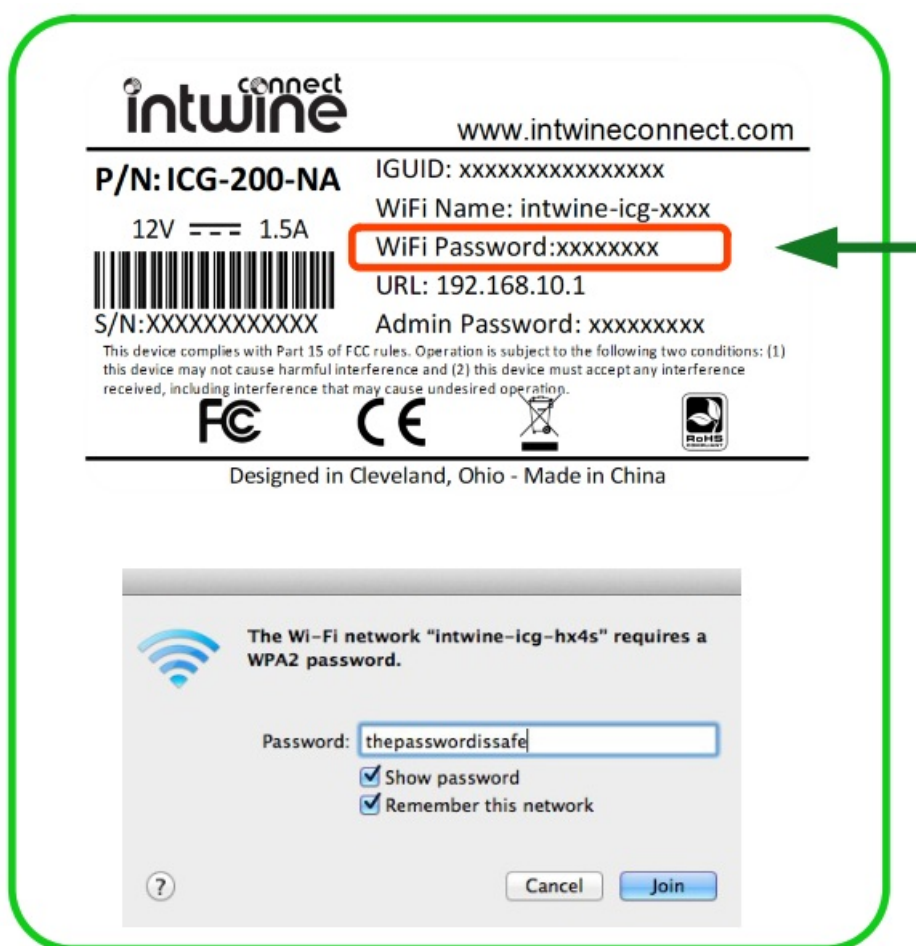 intwine connect
www.intwineconnect.com
P/N: ICG-200-NA
12V 1.5A
S/N:XXXXXXXXXXXXX
IGUID: xxxxxxxxxxxxxxxx
WiFi Name: intwine-icg-xxxx
WiFi Password:xxxxxxxx
URL: 192.168.10.1
Admin Password: xxxxxxxxx
This device complies with Part 15 of FCC rules. Operation is subject to the following two conditions: (1)
this device may not cause harmful interference and (2) this device must accept any interference
received, including interference that may cause undesired operation.
FC CE RoHS
Designed in Cleveland, Ohio - Made in China
The Wi-Fi network “intwine-icg-hx4s” requires a
WPA2 password.
Password: thepasswordissafe
Show password
Remember this network
? Cancel Join